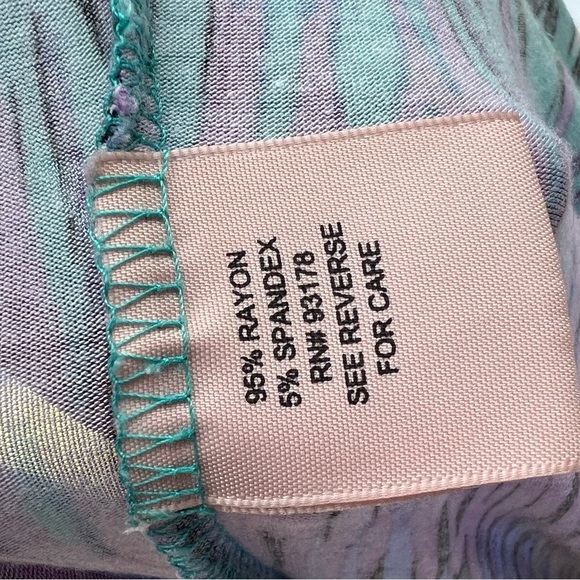 95% RAYON
5% SPANDEX
RN# 93178
SEE REVERSE
FOR CARE